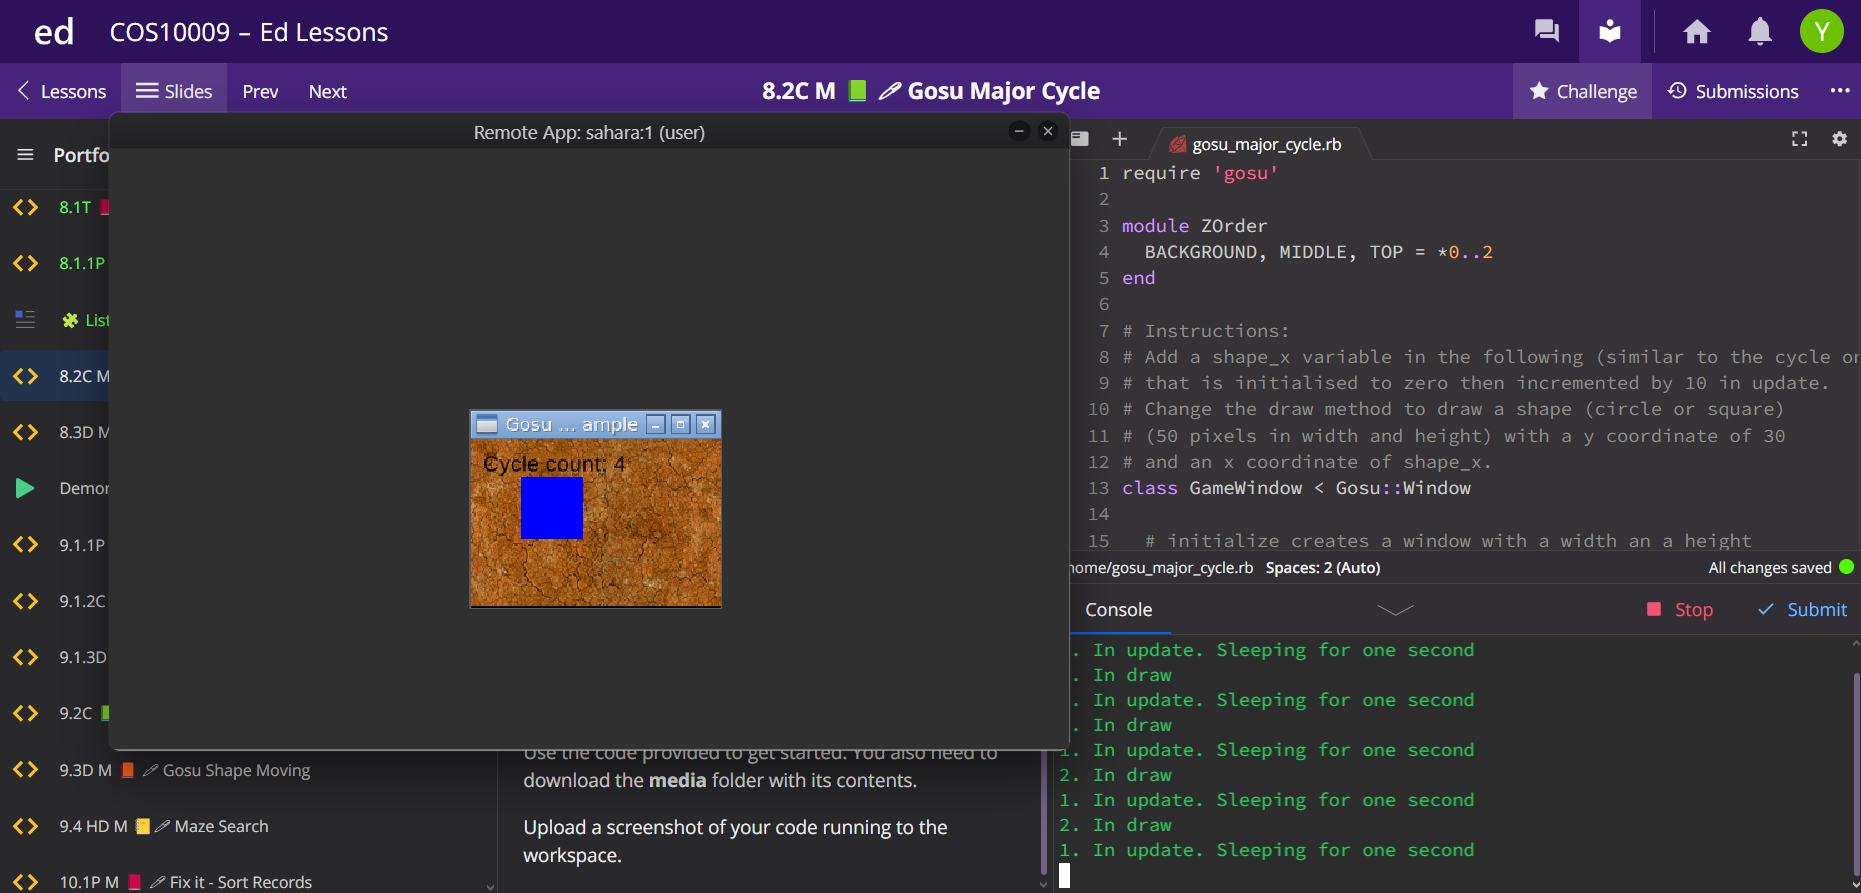 ed COS10009 – Ed Lessons Y
Lessons Slides Prev Next 8.2C M Gosu Major Cycle Challenge Submissions
Remote App: sahara:1 (user)
Portfo
8.1T
8.1.1P
List
8.2C M
8.3D M
Demor
9.1.1P
9.1.2C
9.1.3D
9.2C
9.3D M Gosu Shape Moving
9.4 HD M Maze Search
10.1P M Fix it - Sort Records
Gosu ... ample
Cycle count: 4
Use the code provided to get started. You also need to
download the media folder with its contents.
Upload a screenshot of your code running to the
workspace.
gosu_major_cycle.rb
1 require 'gosu'
2
3 module ZOrder
4 BACKGROUND, MIDDLE, TOP = *0..2
5 end
6
7 # Instructions:
8 # Add a shape_x variable in the following (similar to the cycle or
9 # that is initialised to zero then incremented by 10 in update.
10 # Change the draw method to draw a shape (circle or square)
11 # (50 pixels in width and height) with a y coordinate of 30
12 # and an x coordinate of shape_x.
13 class GameWindow < Gosu::Window
14
15 # initialize creates a window with a width an a height
home/gosu_major_cycle.rb Spaces: 2 (Auto) All changes saved
Console Stop Submit
. In update. Sleeping for one second
. In draw
. In update. Sleeping for one second
. In draw
1. In update. Sleeping for one second
2. In draw
1. In update. Sleeping for one second
2. In draw
1. In update. Sleeping for one second